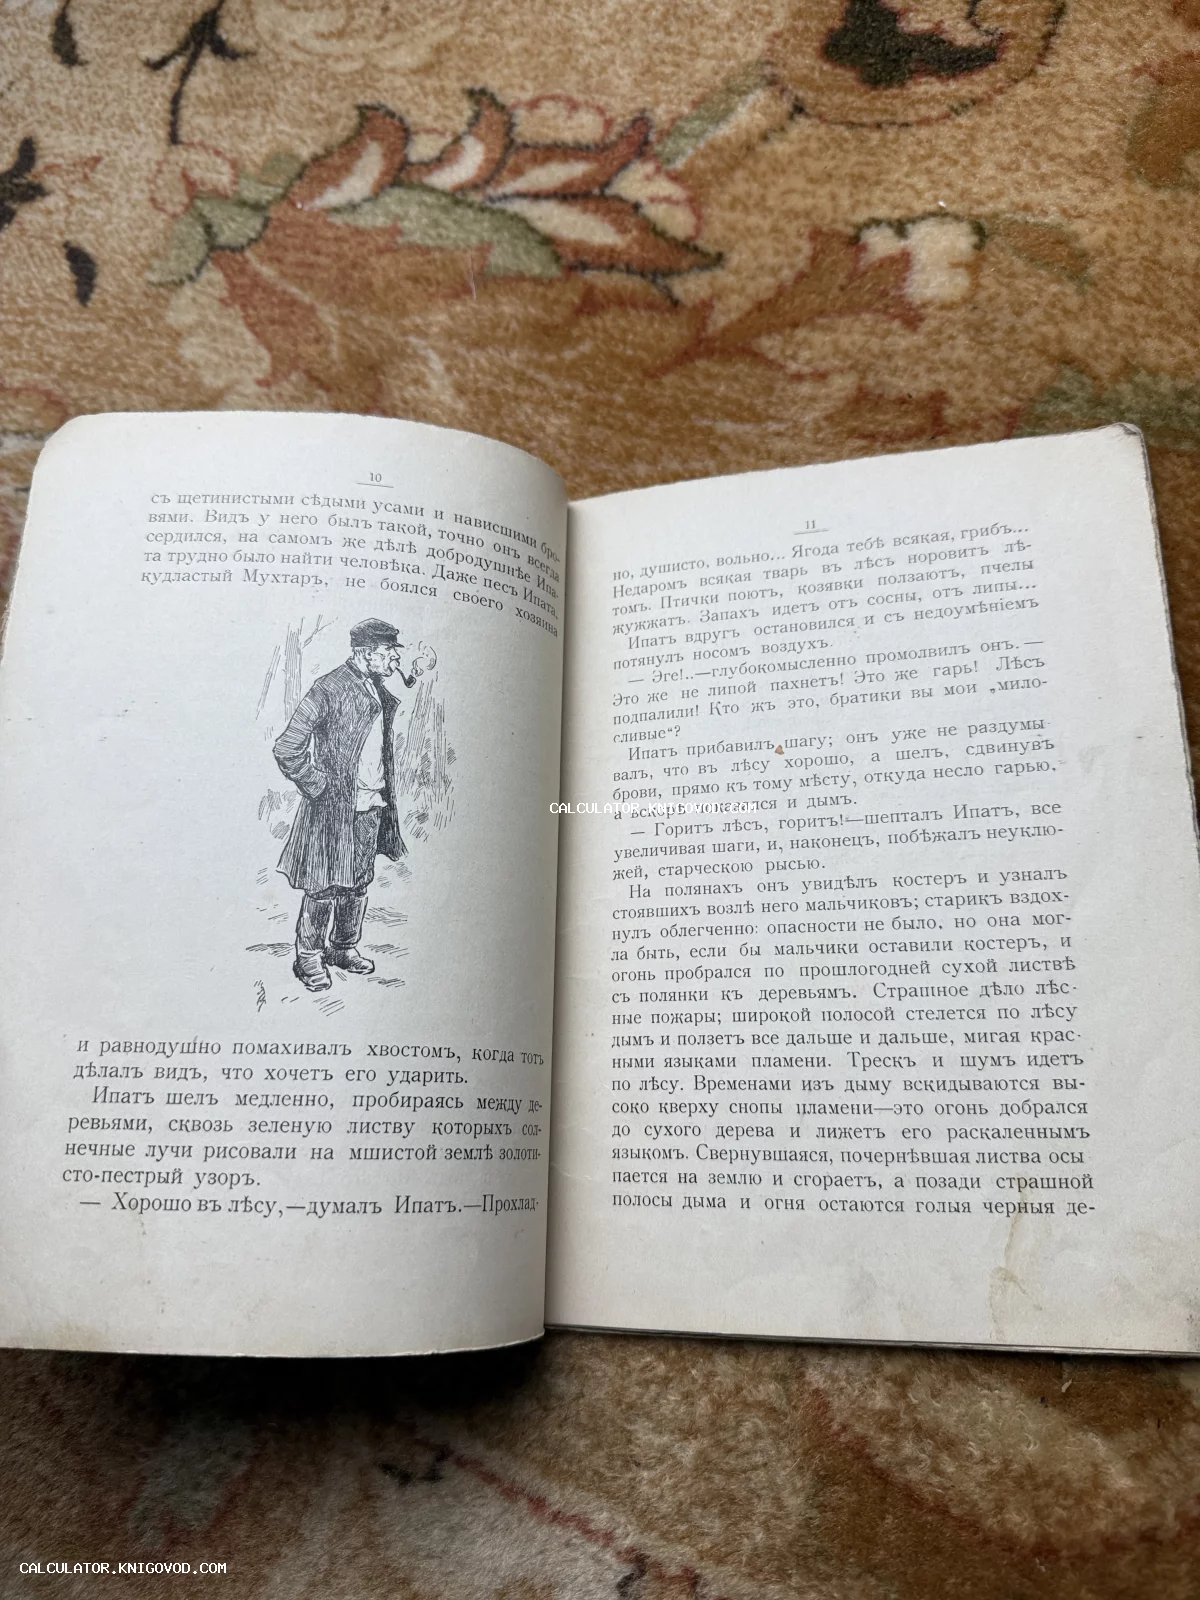 10
съ щетинистыми сѣдыми усами и нависшими бро-
вями. Видъ у него былъ такой, точно онъ всегда
сердился, на самомъ же дѣлѣ добродушнѣе Ипа-
та трудно было найти человѣка. Даже песъ Ипата,
кудластый Мухтаръ, не боялся своего хозяина
и равнодушно помахивалъ хвостомъ, когда тотъ
дѣлалъ видъ, что хочетъ его ударить.
Ипатъ шелъ медленно, пробираясь между де-
ревьями, сквозь зеленую листву которыхъ сол-
нечные лучи рисовали на мшистой землѣ золоти-
сто-пестрый узоръ.
— Хорошо въ лѣсу,—думалъ Ипатъ.—Прохлад-
11
но, душисто, вольно... Ягода тебѣ всякая, грибъ...
Недаромъ всякая тварь въ лѣсъ норовитъ лѣ-
томъ. Птички поютъ, козявки ползаютъ, пчелы
жужжатъ. Запахъ идетъ отъ сосны, отъ липы...
Ипатъ вдругъ остановился и съ недоумѣніемъ
потянулъ носомъ воздухъ.
— Эге!..—глубокомысленно промолвилъ онъ.—
Это же не липой пахнетъ! Это же гарь! Лѣсъ
подпалили! Кто жъ это, братики вы мои „мило-
сливые“?
Ипатъ прибавилъ шагу; онъ уже не раздумы
валъ, что въ лѣсу хорошо, а шелъ, сдвинувъ
брови, прямо къ тому мѣсту, откуда несло гарью,
а вскорѣ показался и дымъ.
CALCULATOR.KNIGOVOD.COM
— Горитъ лѣсъ, горитъ!—шепталъ Ипатъ, все
увеличивая шаги, и, наконецъ, побѣжалъ неуклю-
жей, старческою рысью.
На полянахъ онъ увидѣлъ костеръ и узналъ
стоявшихъ возлѣ него мальчиковъ; старикъ вздох-
нулъ облегченно: опасности не было, но она мог-
ла быть, если бы мальчики оставили костеръ, и
огонь пробрался по прошлогодней сухой листвѣ
съ полянки къ деревьямъ. Страшное дѣло лѣс-
ные пожары; широкой полосой стелется по лѣсу
дымъ и ползетъ все дальше и дальше, мигая крас-
ными языками пламени. Трескъ и шумъ идетъ
по лѣсу. Временами изъ дыму вскидываются вы-
соко кверху снопы пламени—это огонь добрался
до сухого дерева и лижетъ его раскаленнымъ
языкомъ. Свернувшаяся, почернѣвшая листва осы
пается на землю и сгораетъ, а позади страшной
полосы дыма и огня остаются голыя черныя де-
CALCULATOR.KNIGOVOD.COM